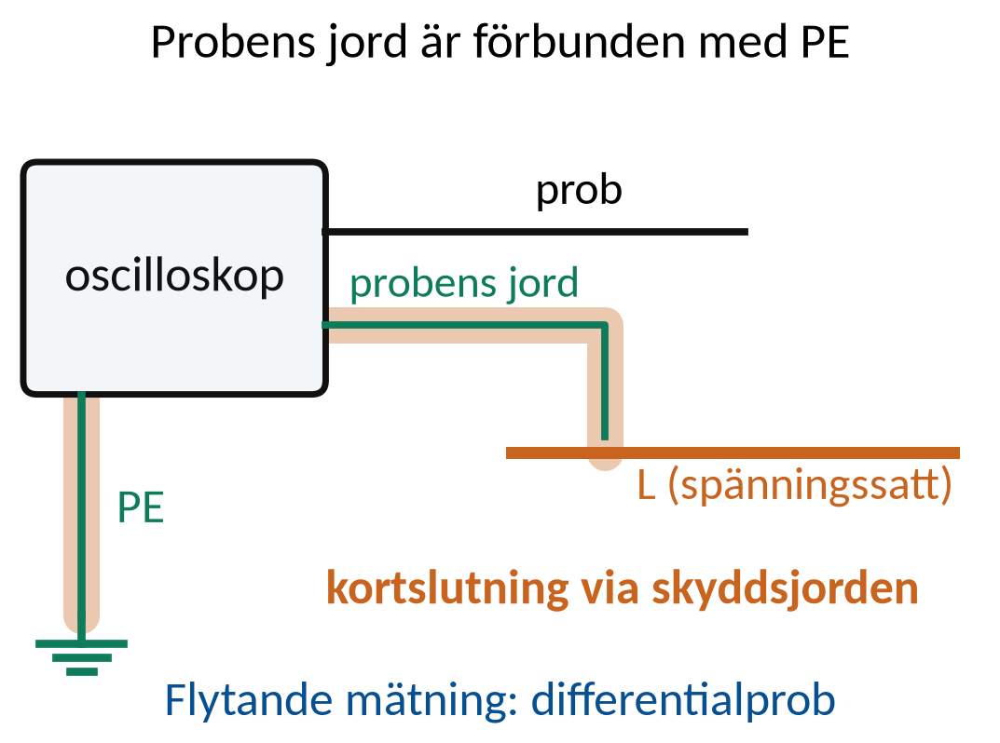 Probens jord är förbunden med PE
prob
oscilloskop
probens jord
L (spänningssatt)
PE
kortslutning via skyddsjorden
Flytande mätning: differentialprob